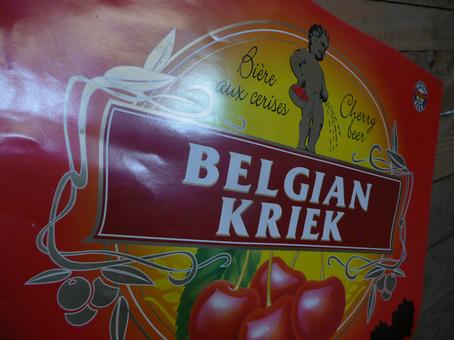 Bière
aux cerises
Cherry
beer
BELGIAN
KRIEK